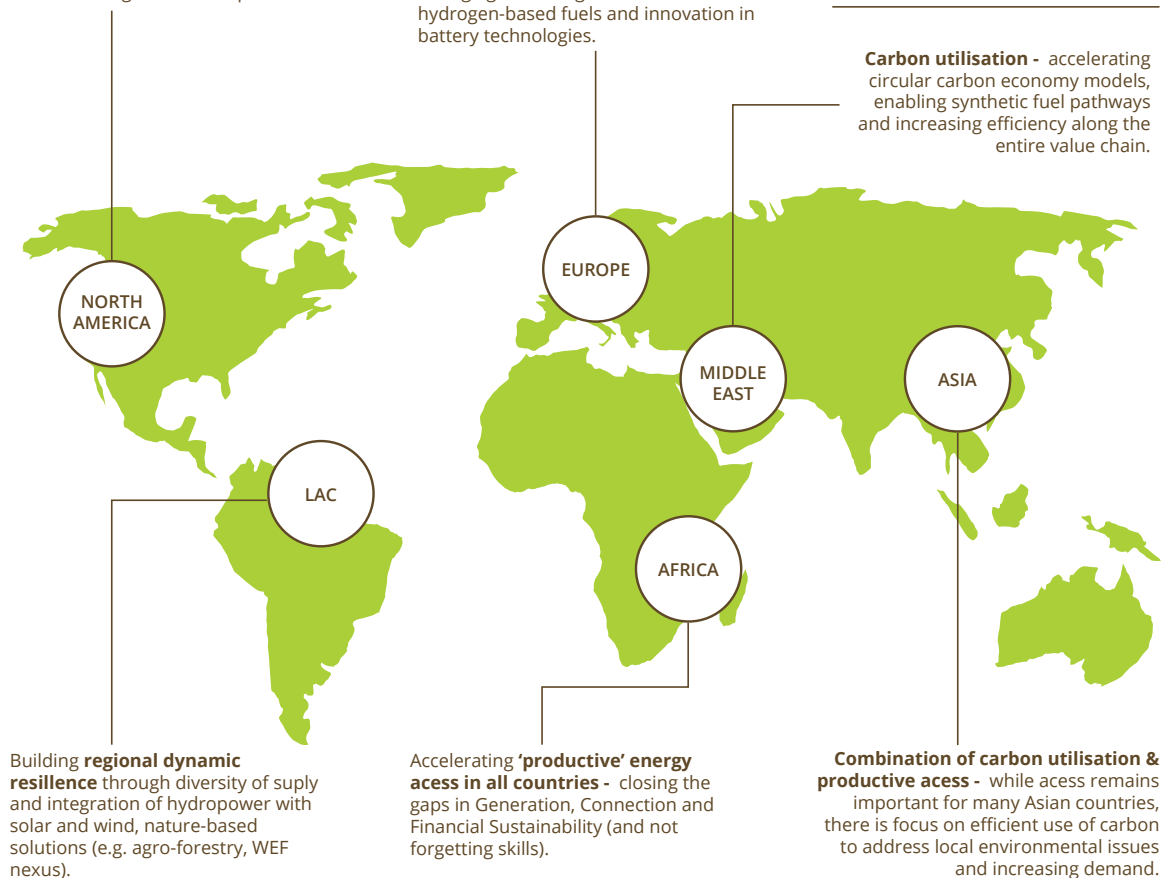 hydrogen-based fuels and innovation in
battery technologies.
Carbon utilisation - accelerating
circular carbon economy models,
enabling synthetic fuel pathways
and increasing efficiency along the
entire value chain.
NORTH
AMERICA
EUROPE
MIDDLE
EAST
ASIA
LAC
AFRICA
Building regional dynamic
resillence through diversity of suply
and integration of hydropower with
solar and wind, nature-based
solutions (e.g. agro-forestry, WEF
nexus).
Accelerating ‘productive’ energy
acess in all countries - closing the
gaps in Generation, Connection and
Financial Sustainability (and not
forgetting skills).
Combination of carbon utilisation &
productive acess - while acess remains
important for many Asian countries,
there is focus on efficient use of carbon
to address local environmental issues
and increasing demand.